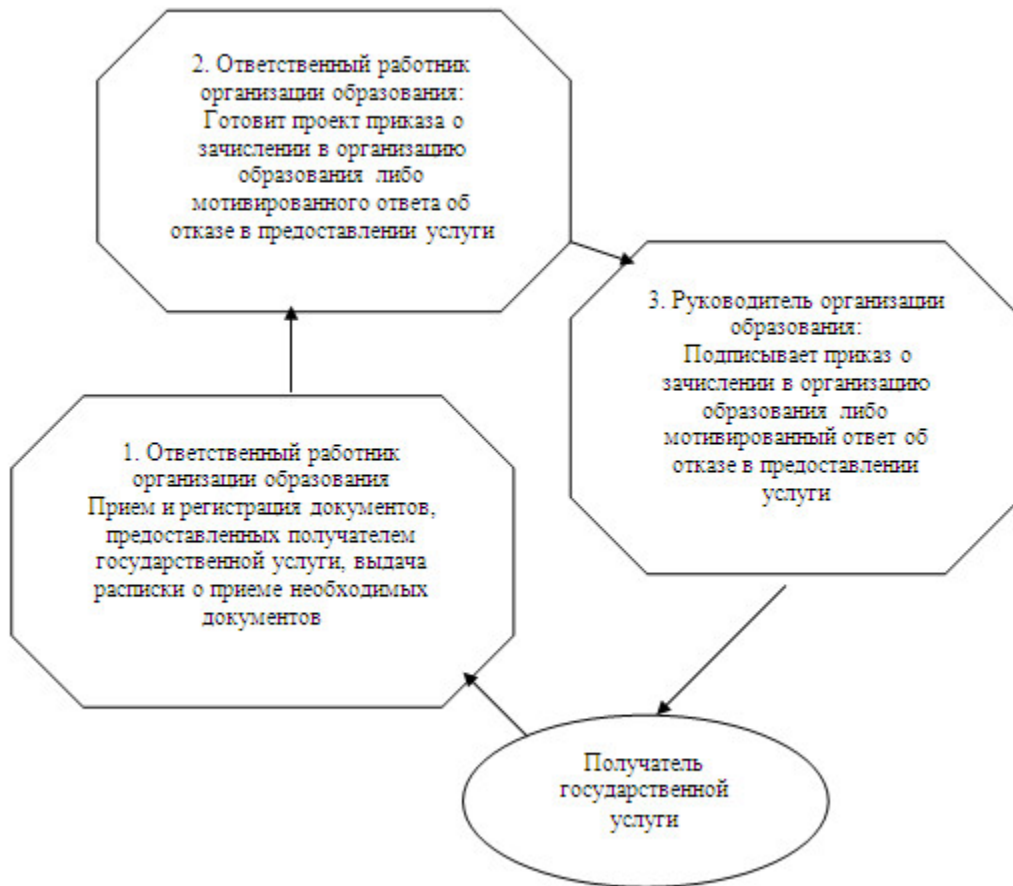 2. Ответственный работник
организации образования:
Готовит проект приказа о
зачислении в организацию
образования либо
мотивированного ответа об
отказе в предоставлении услуги
3. Руководитель организации
образования:
Подписывает приказ о
зачислении в организацию
образования либо
мотивированный ответ об
отказе в предоставлении
услуги
1. Ответственный работник
организации образования
Прием и регистрация документов,
предоставленных получателем
государственной услуги, выдача
расписки о приеме необходимых
документов
Получатель
государственной
услуги